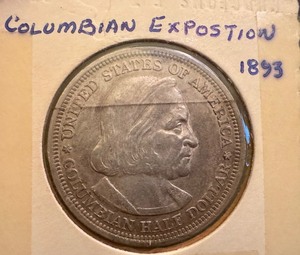 COLUMBIAN EXPOSTION
1893
UNITED STATES OF AMERICA
COLUMBIAN HALF DOLLAR